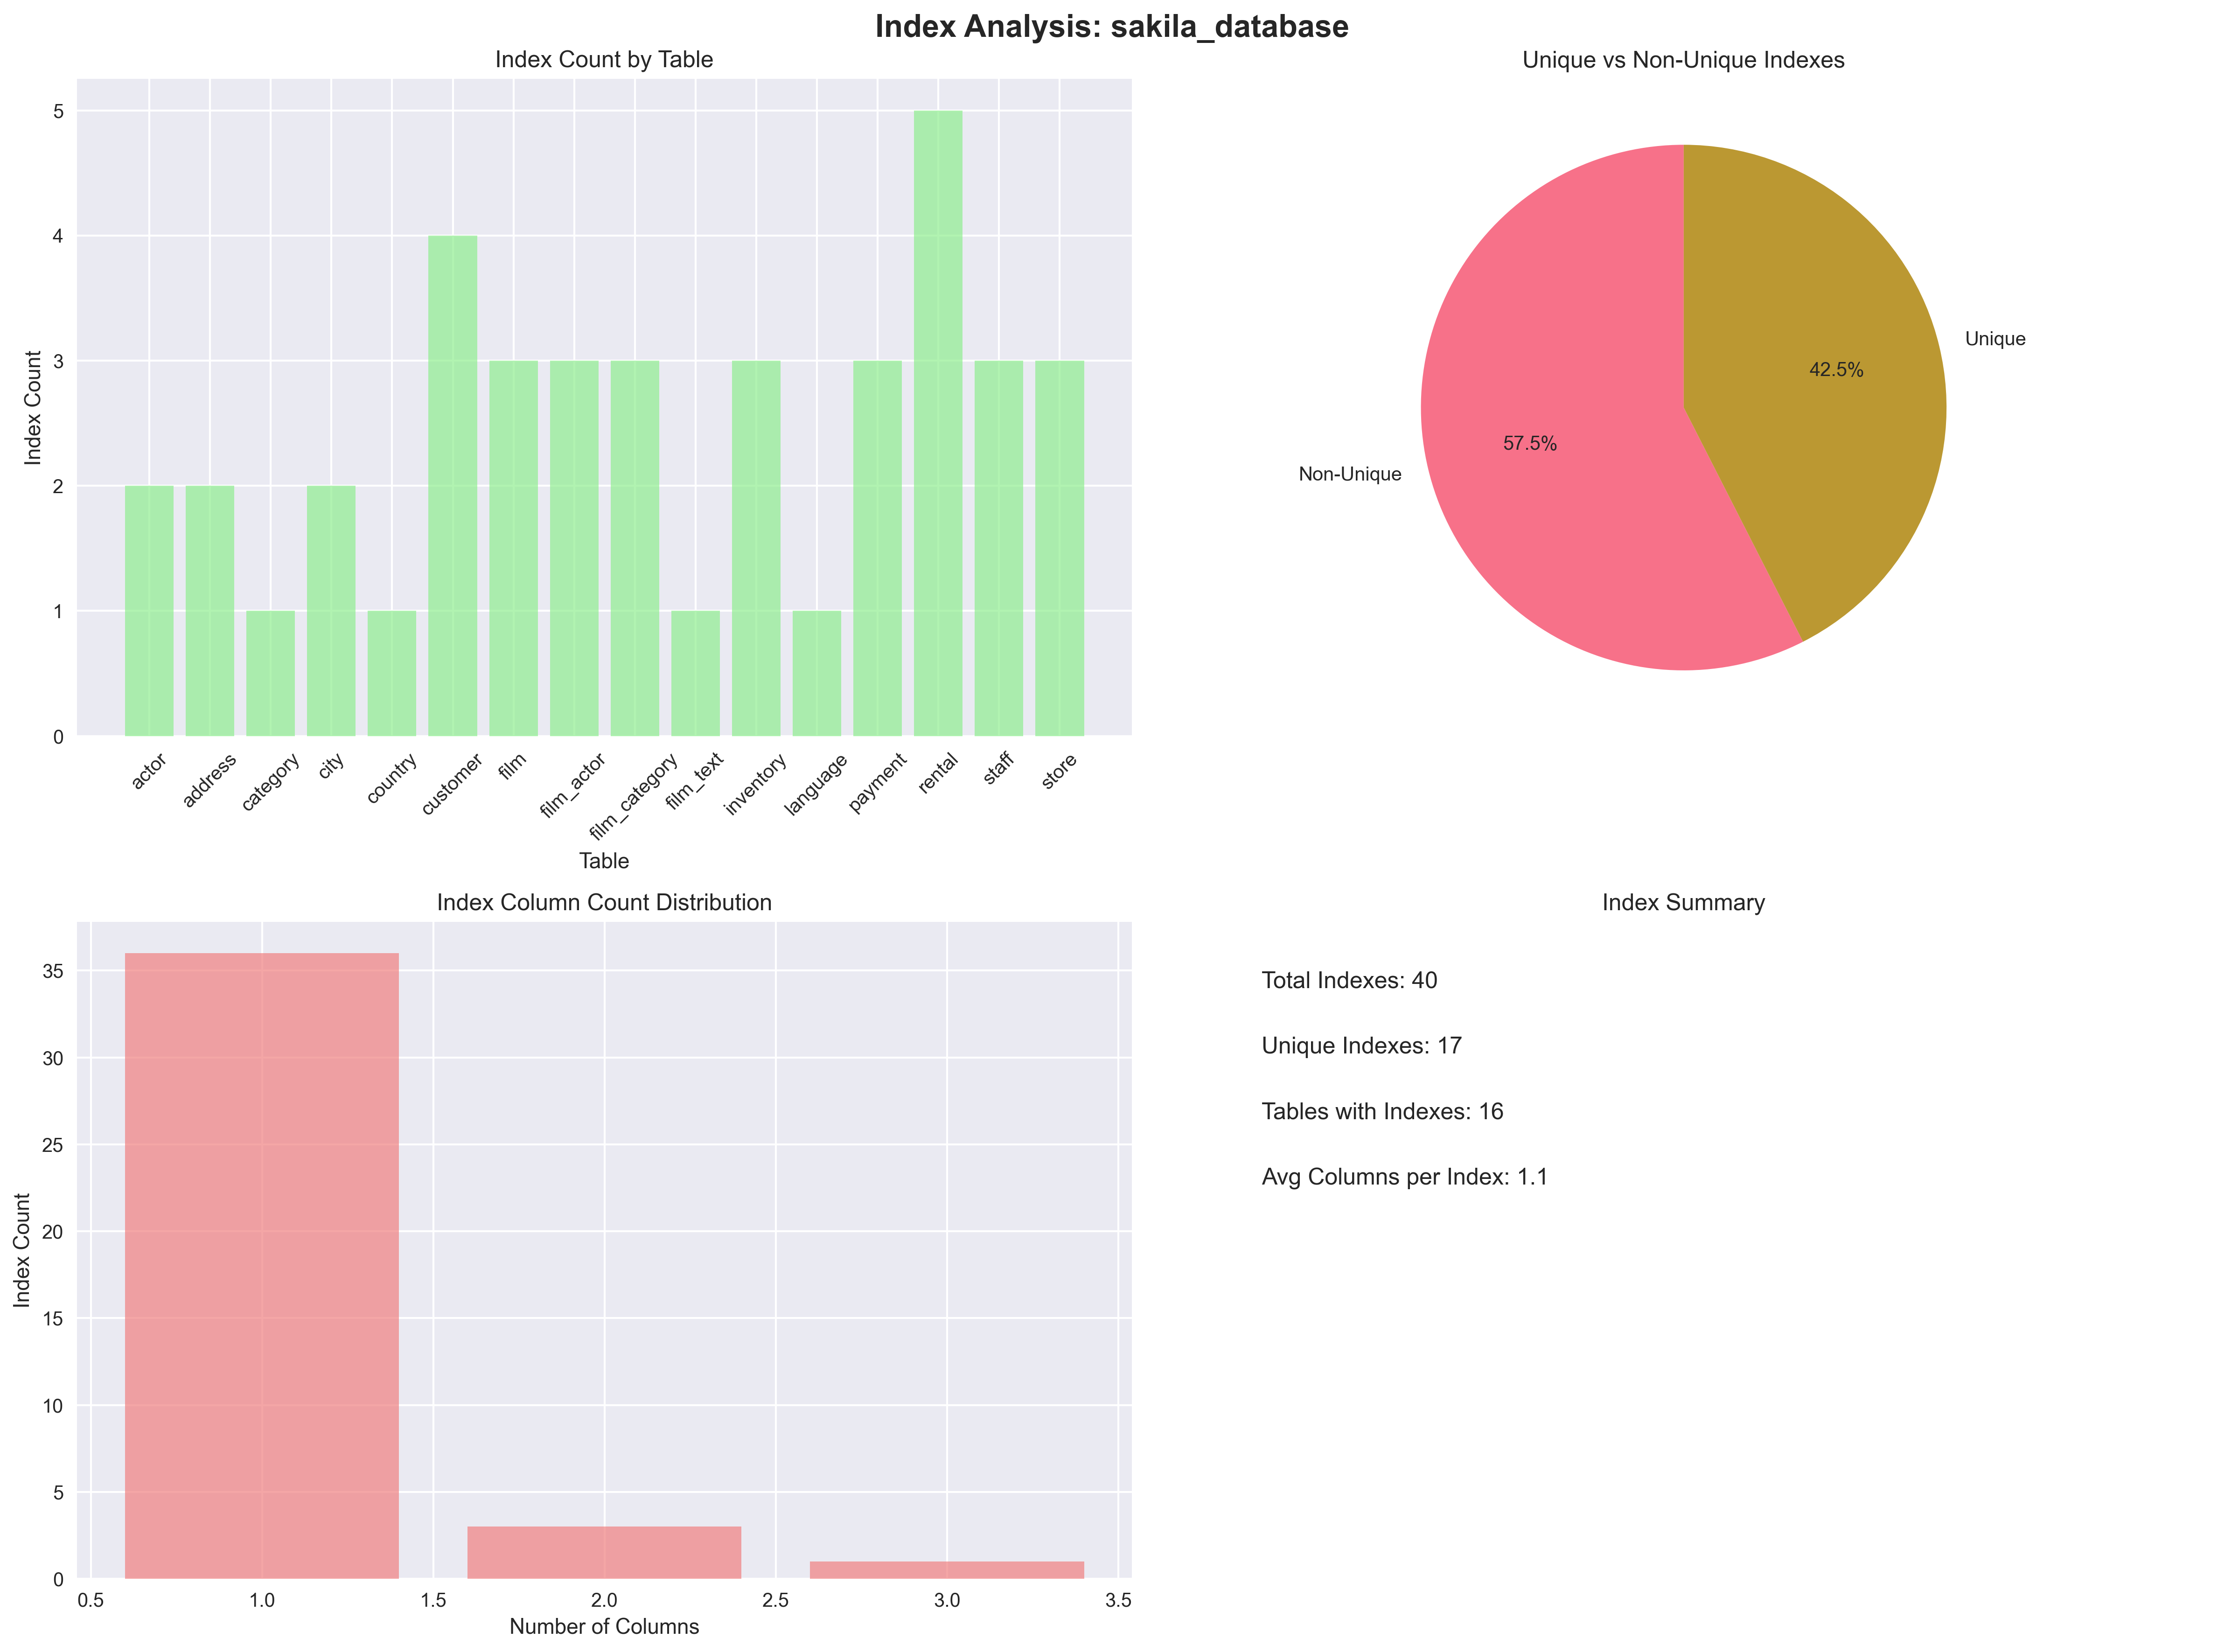 Index Analysis: sakila_database
Index Count by Table
Index Count
5
4
3
2
1
0
actor
address
category
city
country
customer
film
film_actor
film_category
film_text
inventory
language
payment
rental
staff
store
Table
Unique vs Non-Unique Indexes
Unique
42.5%
57.5%
Non-Unique
Index Column Count Distribution
Index Count
35
30
25
20
15
10
5
0
0.5
1.0
1.5
2.0
2.5
3.0
3.5
Number of Columns
Index Summary
Total Indexes: 40
Unique Indexes: 17
Tables with Indexes: 16
Avg Columns per Index: 1.1